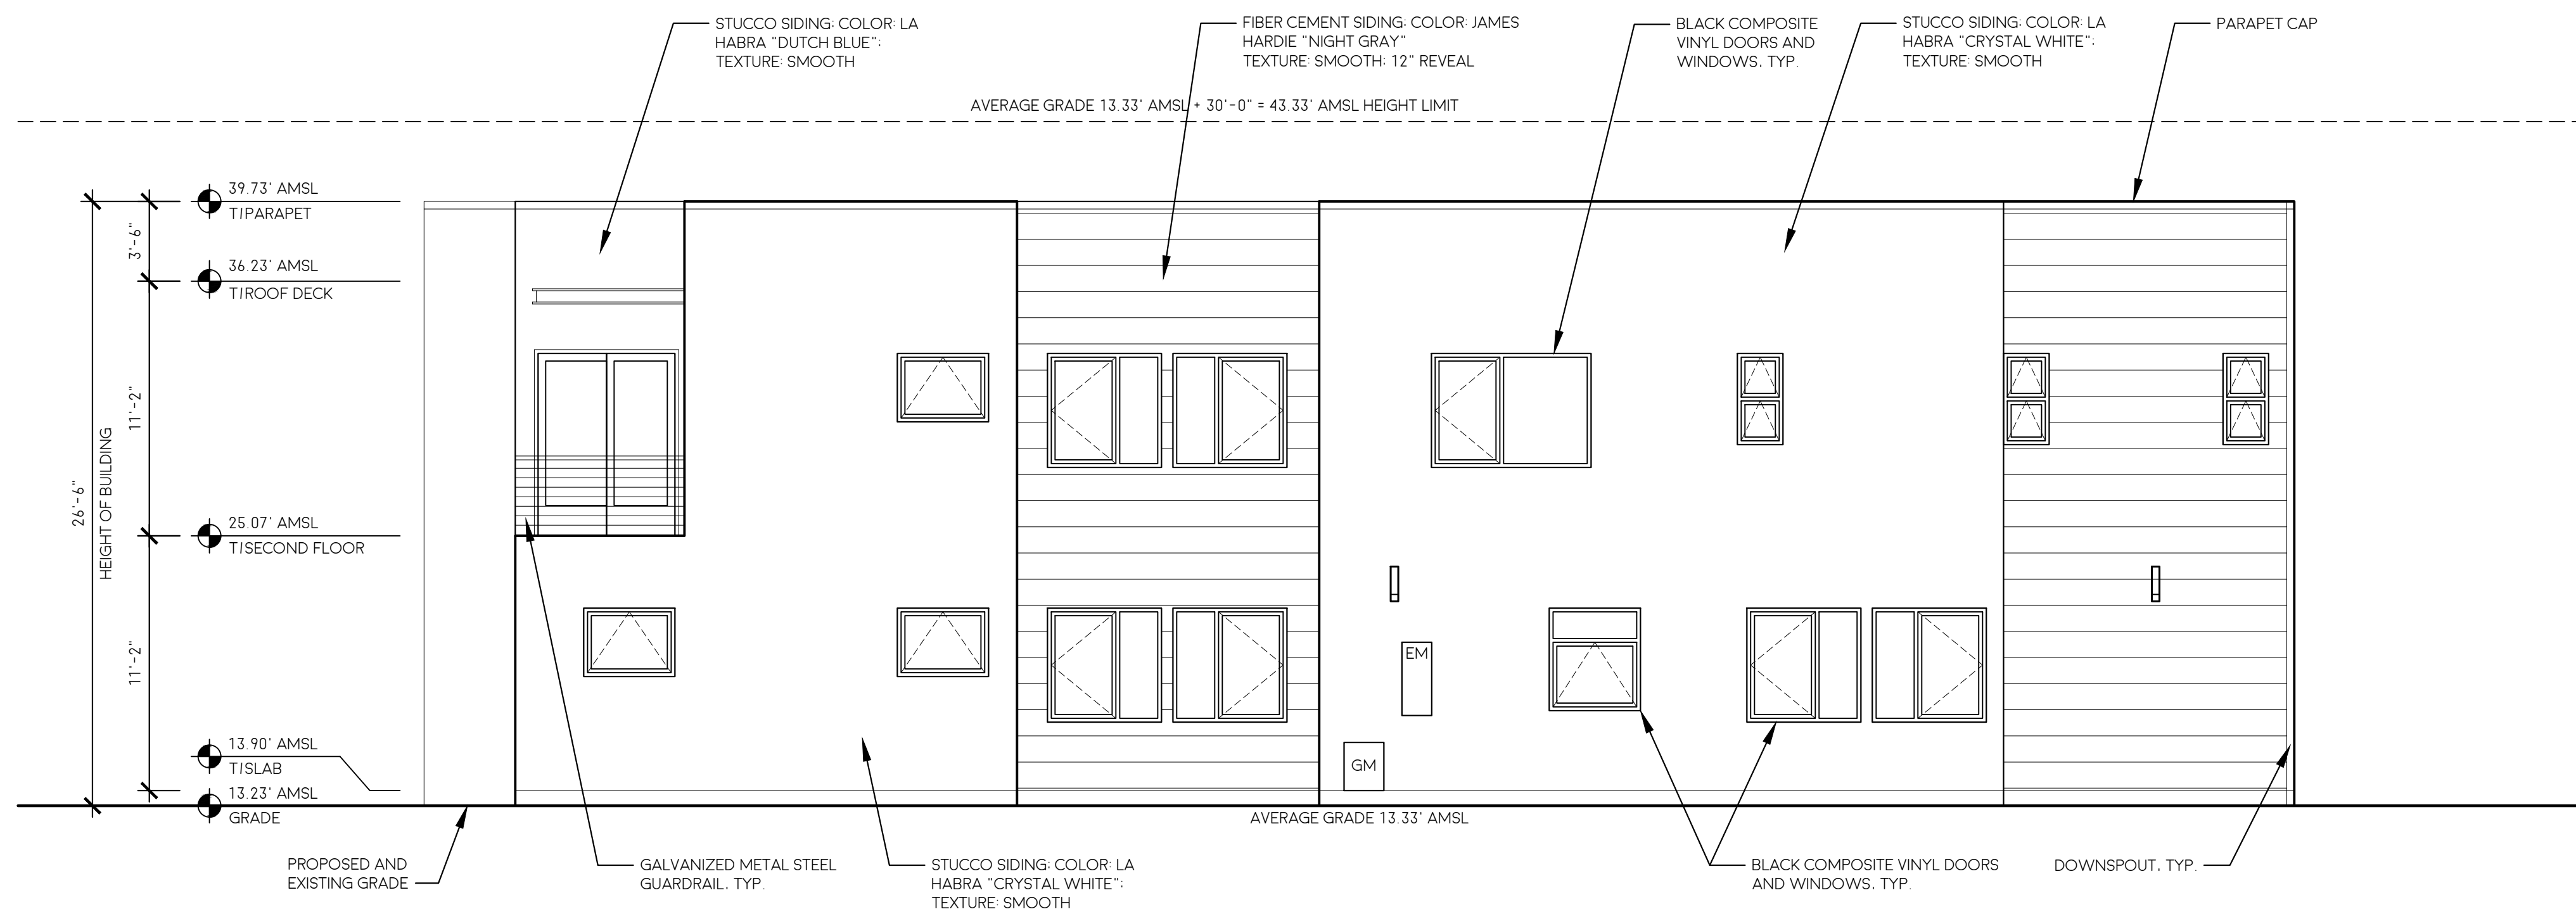 STUCCO SIDING; COLOR: LA
HABRA "DUTCH BLUE";
TEXTURE: SMOOTH
FIBER CEMENT SIDING; COLOR: JAMES
HARDIE "NIGHT GRAY"
TEXTURE: SMOOTH; 12" REVEAL
BLACK COMPOSITE
VINYL DOORS AND
WINDOWS, TYP.
STUCCO SIDING; COLOR: LA
HABRA "CRYSTAL WHITE";
TEXTURE: SMOOTH
PARAPET CAP
AVERAGE GRADE 13.33' AMSL + 30'-0" = 43.33' AMSL HEIGHT LIMIT
39.73' AMSL
T/PARAPET
3'-6"
36.23' AMSL
T/ROOF DECK
11'-2"
26'-6"
HEIGHT OF BUILDING
25.07' AMSL
T/SECOND FLOOR
11'-2"
EM
GM
13.90' AMSL
T/SLAB
13.23' AMSL
GRADE
AVERAGE GRADE 13.33' AMSL
PROPOSED AND
EXISTING GRADE
GALVANIZED METAL STEEL
GUARDRAIL, TYP.
STUCCO SIDING; COLOR: LA
HABRA "CRYSTAL WHITE";
TEXTURE: SMOOTH
BLACK COMPOSITE VINYL DOORS
AND WINDOWS, TYP.
DOWNSPOUT, TYP.